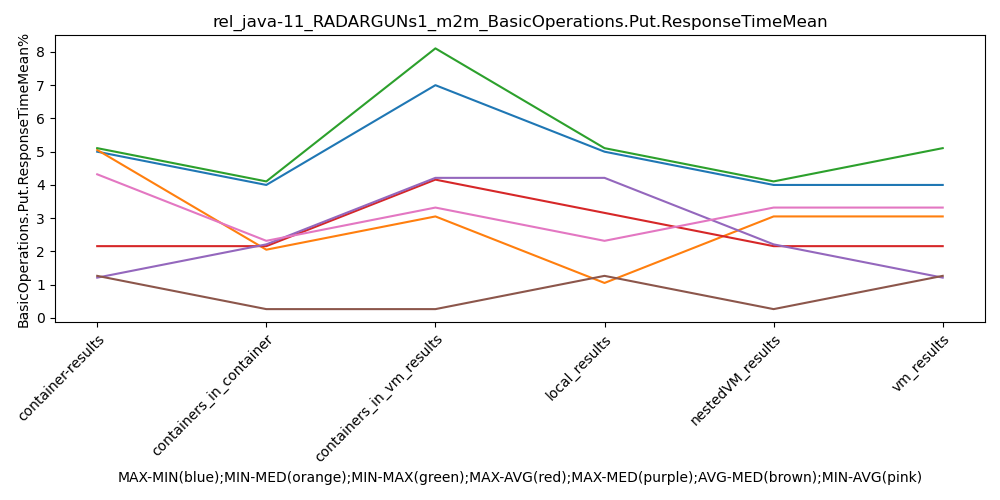 rel_java-11_RADARGUNs1_m2m_BasicOperations.Put.ResponseTimeMean
BasicOperations.Put.ResponseTimeMean%
8
7
6
5
4
3
2
1
0
container-results
containers_in_container
containers_in_vm_results
local_results
nestedVM_results
vm_results
MAX-MIN(blue);MIN-MED(orange);MIN-MAX(green);MAX-AVG(red);MAX-MED(purple);AVG-MED(brown);MIN-AVG(pink)